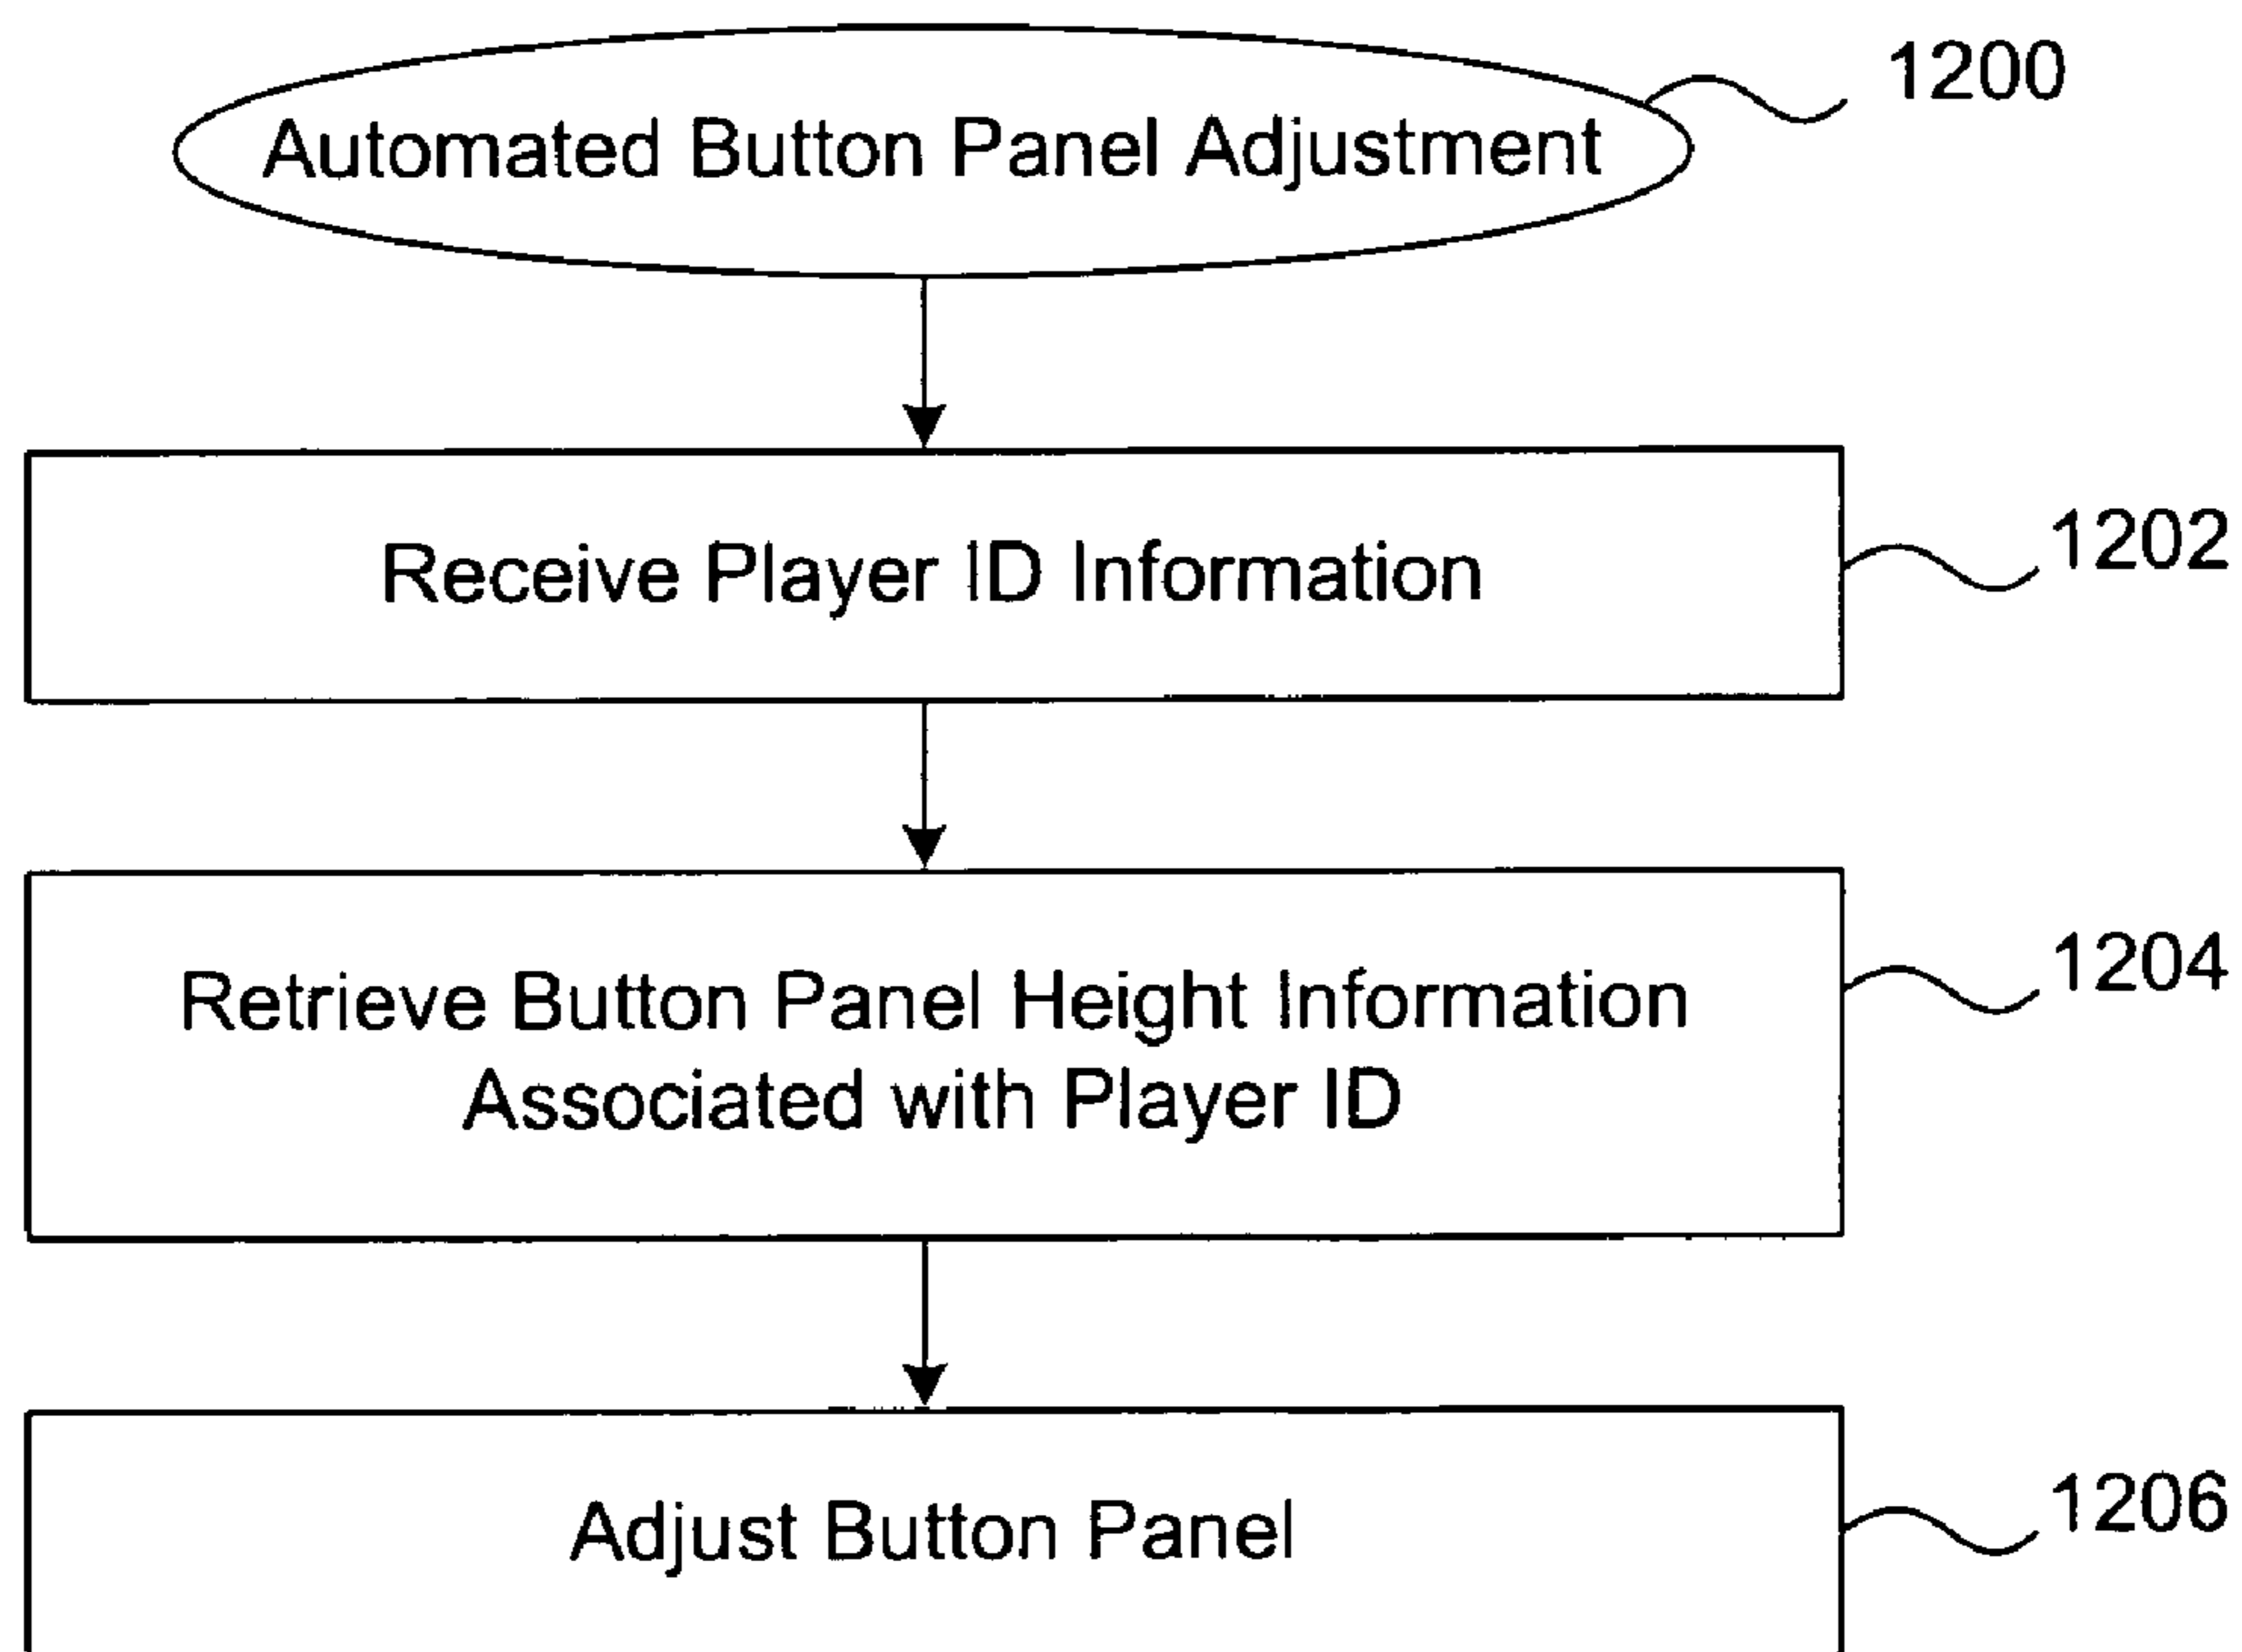 1200
Automated Button Panel Adjustment
1202
Receive Player ID Information
1204
Retrieve Button Panel Height Information
Associated with Player ID
1206
Adjust Button Panel